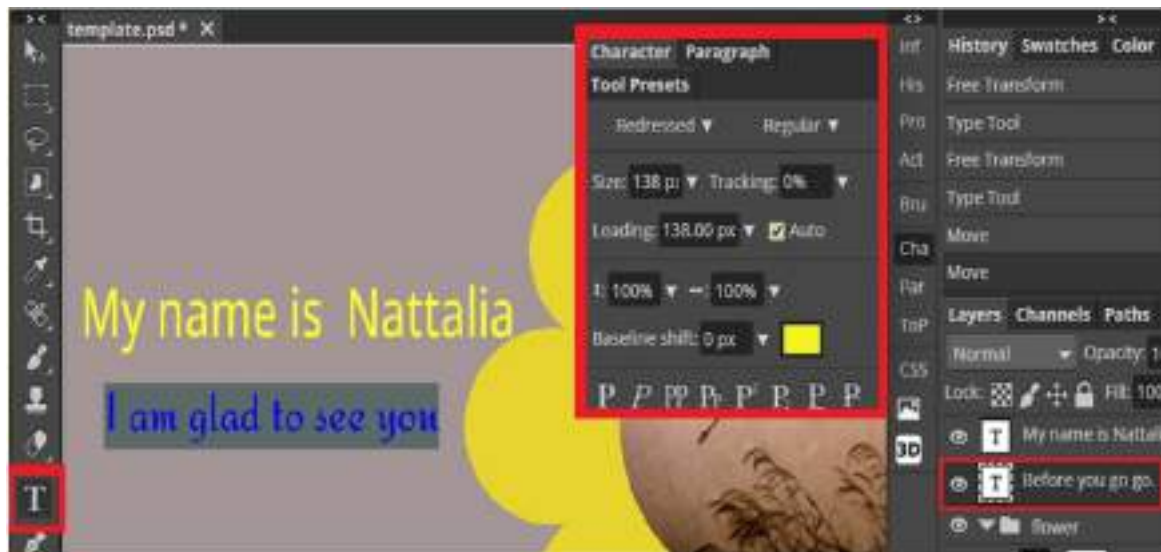 template.psd * X
My name is Nattalia
I am glad to see you
T
Character Paragraph
Tool Presets
Redressed Regular
Size: 138 p Tracking: 0%
Leading: 138.00 px Auto
100% 100%
Baseline shift: 0 px
Inf
His
Pro
Act
Bru
Cha
Par
ToP
CSS
3D
History Swatches Color
Free Transform
Type Tool
Free Transform
Type Tool
Move
Move
Layers Channels Paths
Normal Opacity: 1
Lock: Fill: 100
T My name is Nattali
T Before you go go.
flower